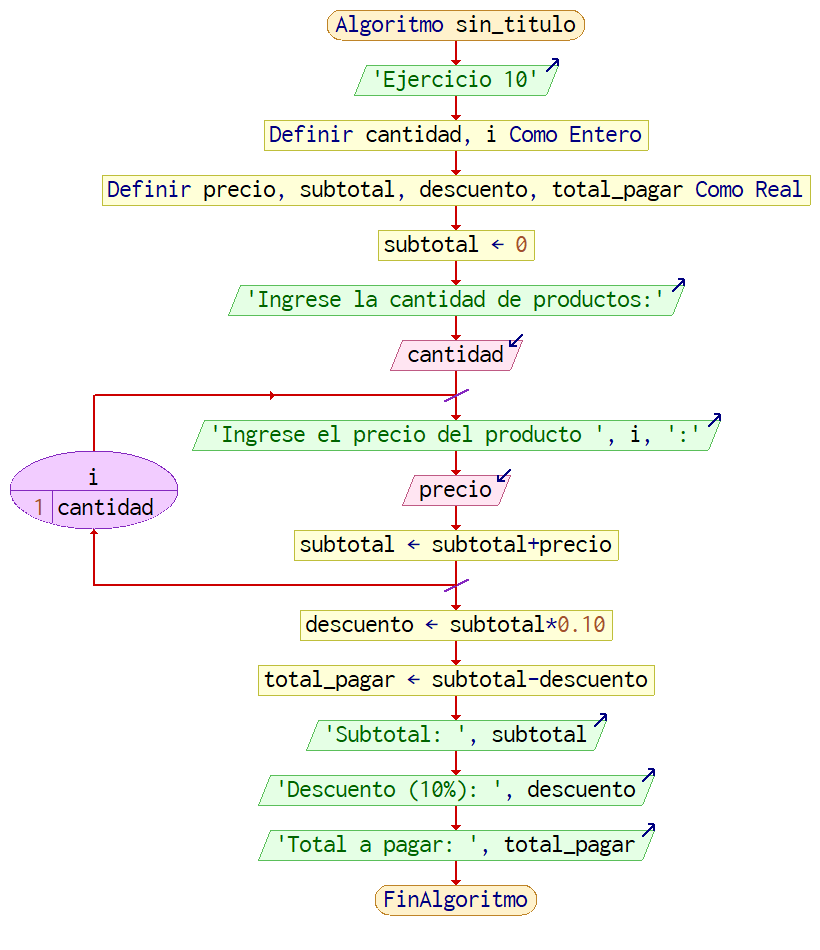 Algoritmo sin_titulo
'Ejercicio 10'
Definir cantidad, i Como Entero
Definir precio, subtotal, descuento, total_pagar Como Real
subtotal ← 0
'Ingrese la cantidad de productos:'
cantidad
i
1 cantidad
'Ingrese el precio del producto ', i, ':'
precio
subtotal ← subtotal+precio
descuento ← subtotal*0.10
total_pagar ← subtotal-descuento
'Subtotal: ', subtotal
'Descuento (10%): ', descuento
'Total a pagar: ', total_pagar
FinAlgoritmo